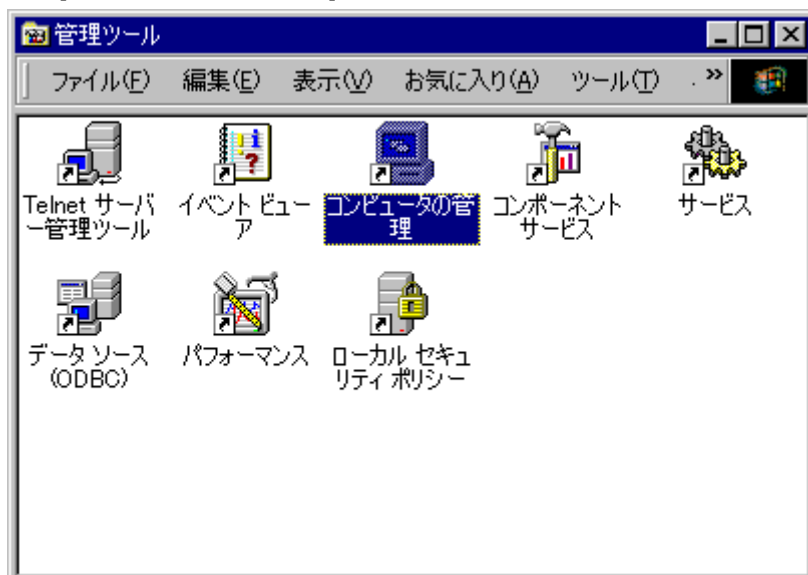 管理ツール
ファイル(F) 編集(E) 表示(V) お気に入り(A) ツール(T) »
Telnet サーバ
ー管理ツール
イベント ビュー
ア
コンピュータの管
理
コンポーネント
サービス
サービス
データ ソース
(ODBC)
パフォーマンス
ローカル セキュ
リティ ポリシー